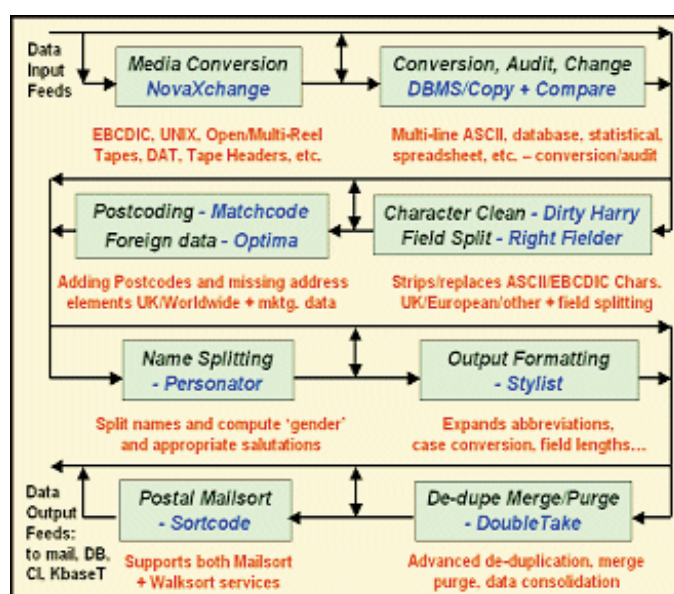 Data
Input
Feeds
Media Conversion
NovaXchange
Conversion, Audit, Change
DBMS/Copy + Compare
EBCDIC, UNIX, Open/Multi-Reel
Tapes, DAT, Tape Headers, etc.
Multi-line ASCII, database, statistical,
spreadsheet, etc. – conversion/audit
Postcoding - Matchcode
Foreign data - Optima
Character Clean - Dirty Harry
Field Split - Right Fielder
Adding Postcodes and missing address
elements UK/Worldwide + mktg. data
Strips/replaces ASCII/EBCDIC Chars.
UK/European/other + field splitting
Name Splitting
- Personator
Output Formatting
- Stylist
Split names and compute ‘gender’
and appropriate salutations
Expands abbreviations,
case conversion, field lengths...
Data
Output
Feeds:
to mail, DB,
CI, KbaseT
Postal Mailsort
- Sortcode
De-dupe Merge/Purge
- DoubleTake
Supports both Mailsort
+ Walksort services
Advanced de-duplication, merge
purge, data consolidation